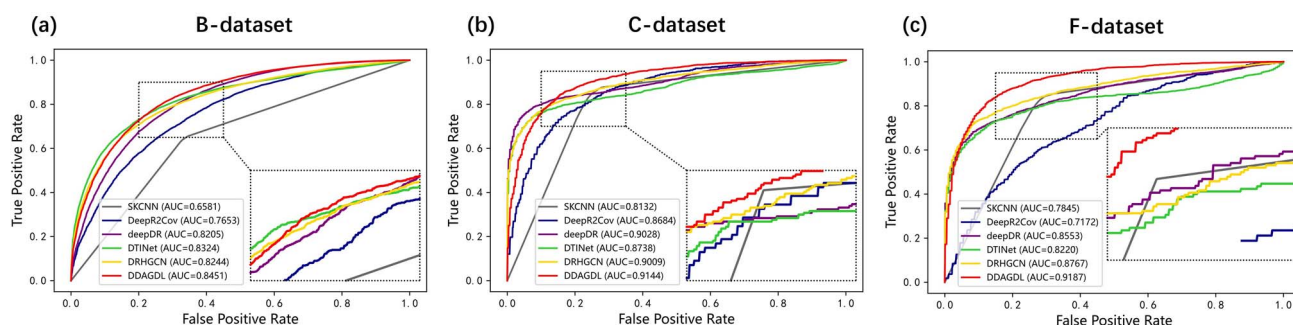 (a) B-dataset
True Positive Rate
1.0
0.8
0.6
0.4
0.2
0.0
SKCNN (AUC=0.6581)
DeepR2Cov (AUC=0.7653)
deepDR (AUC=0.8205)
DTINet (AUC=0.8324)
DRHGCN (AUC=0.8244)
DDAGDL (AUC=0.8451)
0.0 0.2 0.4 0.6 0.8 1.0
False Positive Rate
(b) C-dataset
True Positive Rate
1.0
0.8
0.6
0.4
0.2
0.0
SKCNN (AUC=0.8132)
DeepR2Cov (AUC=0.8684)
deepDR (AUC=0.9028)
DTINet (AUC=0.8738)
DRHGCN (AUC=0.9009)
DDAGDL (AUC=0.9144)
0.0 0.2 0.4 0.6 0.8 1.0
False Positive Rate
(c) F-dataset
True Positive Rate
1.0
0.8
0.6
0.4
0.2
0.0
SKCNN (AUC=0.7845)
DeepR2Cov (AUC=0.7172)
deepDR (AUC=0.8553)
DTINet (AUC=0.8220)
DRHGCN (AUC=0.8767)
DDAGDL (AUC=0.9187)
0.0 0.2 0.4 0.6 0.8 1.0
False Positive Rate